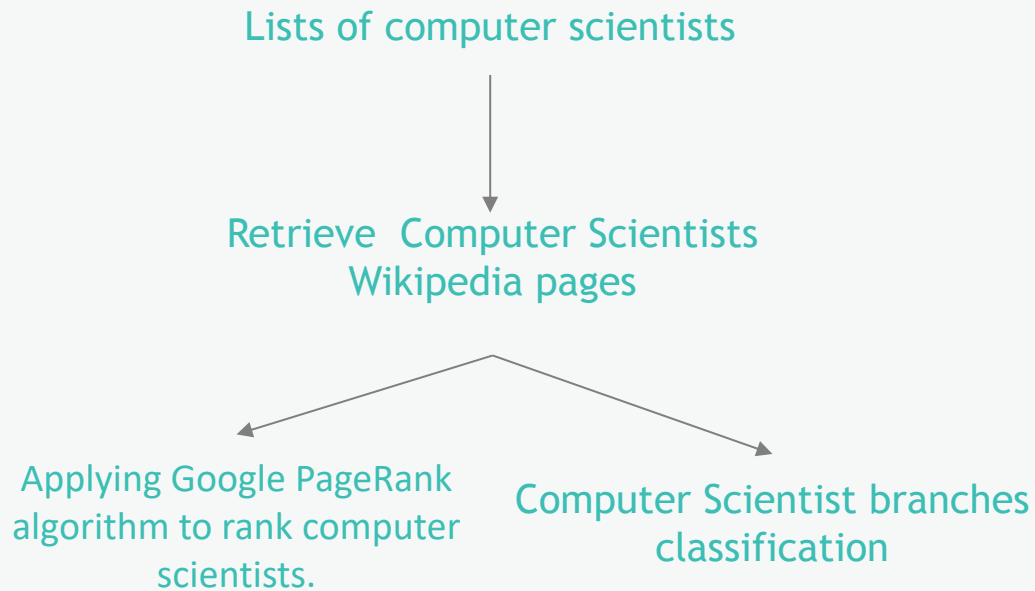 Lists of computer scientists
Retrieve Computer Scientists
Wikipedia pages
Applying Google PageRank
algorithm to rank computer
scientists.
Computer Scientist branches
classification